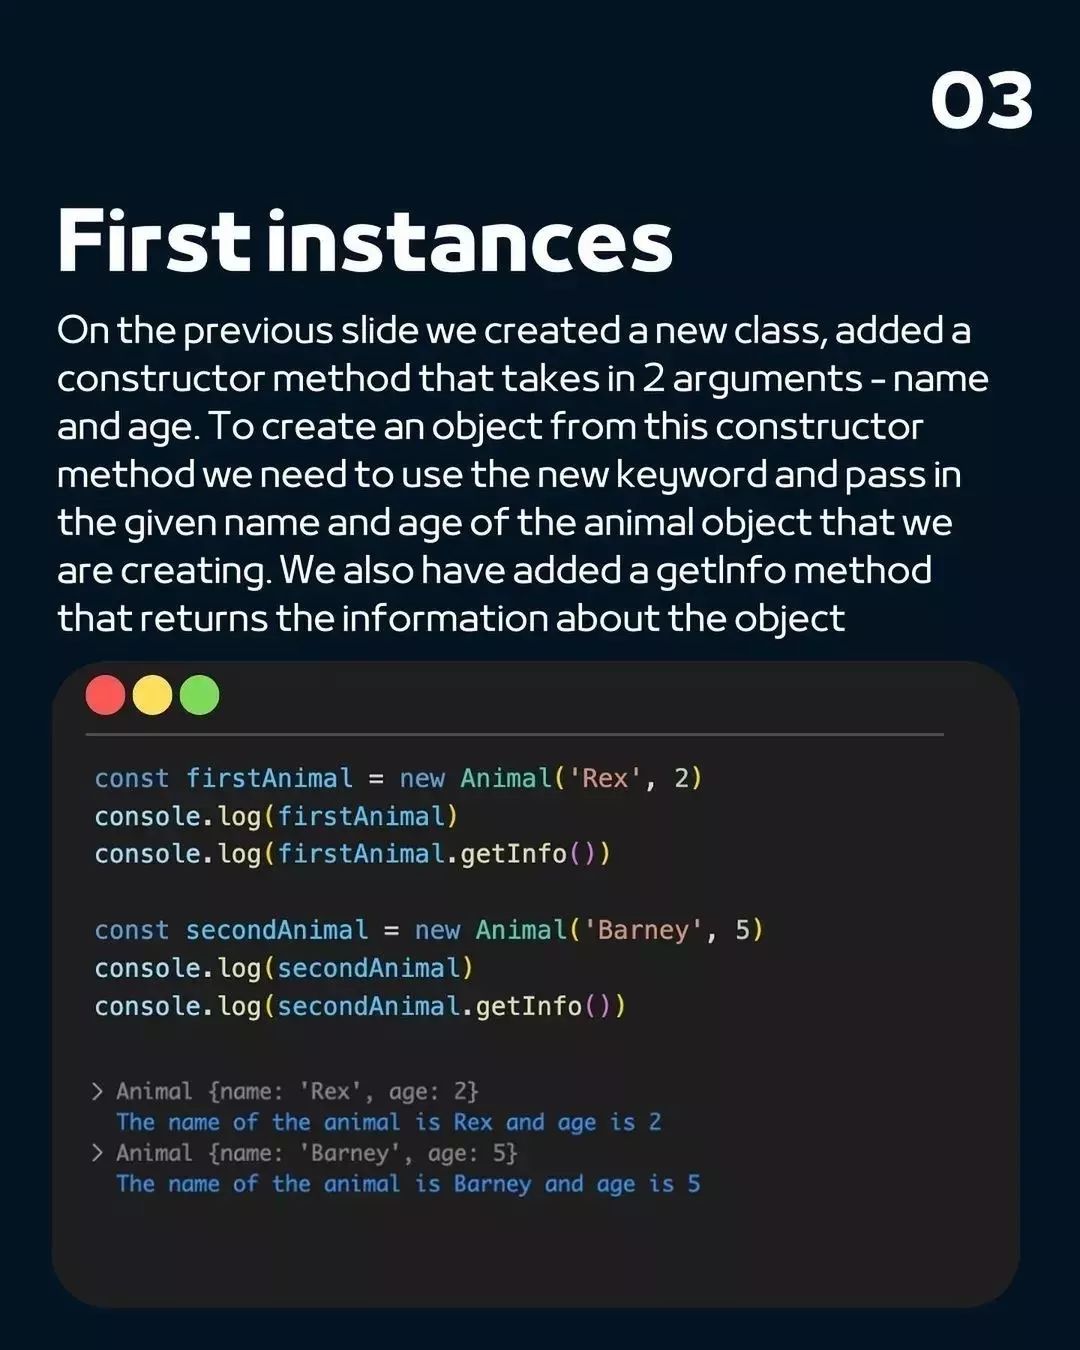 03
First instances
On the previous slide we created a new class, added a
constructor method that takes in 2 arguments - name
and age. To create an object from this constructor
method we need to use the new keyword and pass in
the given name and age of the animal object that we
are creating. We also have added a getInfo method
that returns the information about the object
const firstAnimal = new Animal('Rex', 2)
console.log(firstAnimal)
console.log(firstAnimal.getInfo())
const secondAnimal = new Animal('Barney', 5)
console.log(secondAnimal)
console.log(secondAnimal.getInfo())
> Animal {name: 'Rex', age: 2}
The name of the animal is Rex and age is 2
> Animal {name: 'Barney', age: 5}
The name of the animal is Barney and age is 5